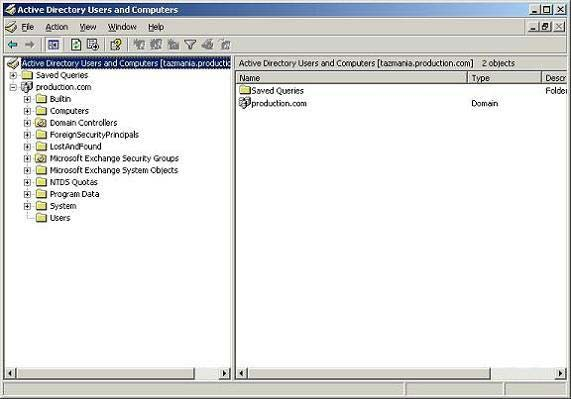 Active Directory Users and Computers
File Action View Window Help
Active Directory Users and Computers [tazmania.productic
Saved Queries
production.com
Builtin
Computers
Domain Controllers
ForeignSecurityPrincipals
LostAndFound
Microsoft Exchange Security Groups
Microsoft Exchange System Objects
NTDS Quotas
Program Data
System
Users
Active Directory Users and Computers [tazmania.production.com] 2 objects
Name Type Descr
Saved Queries Folde
production.com Domain